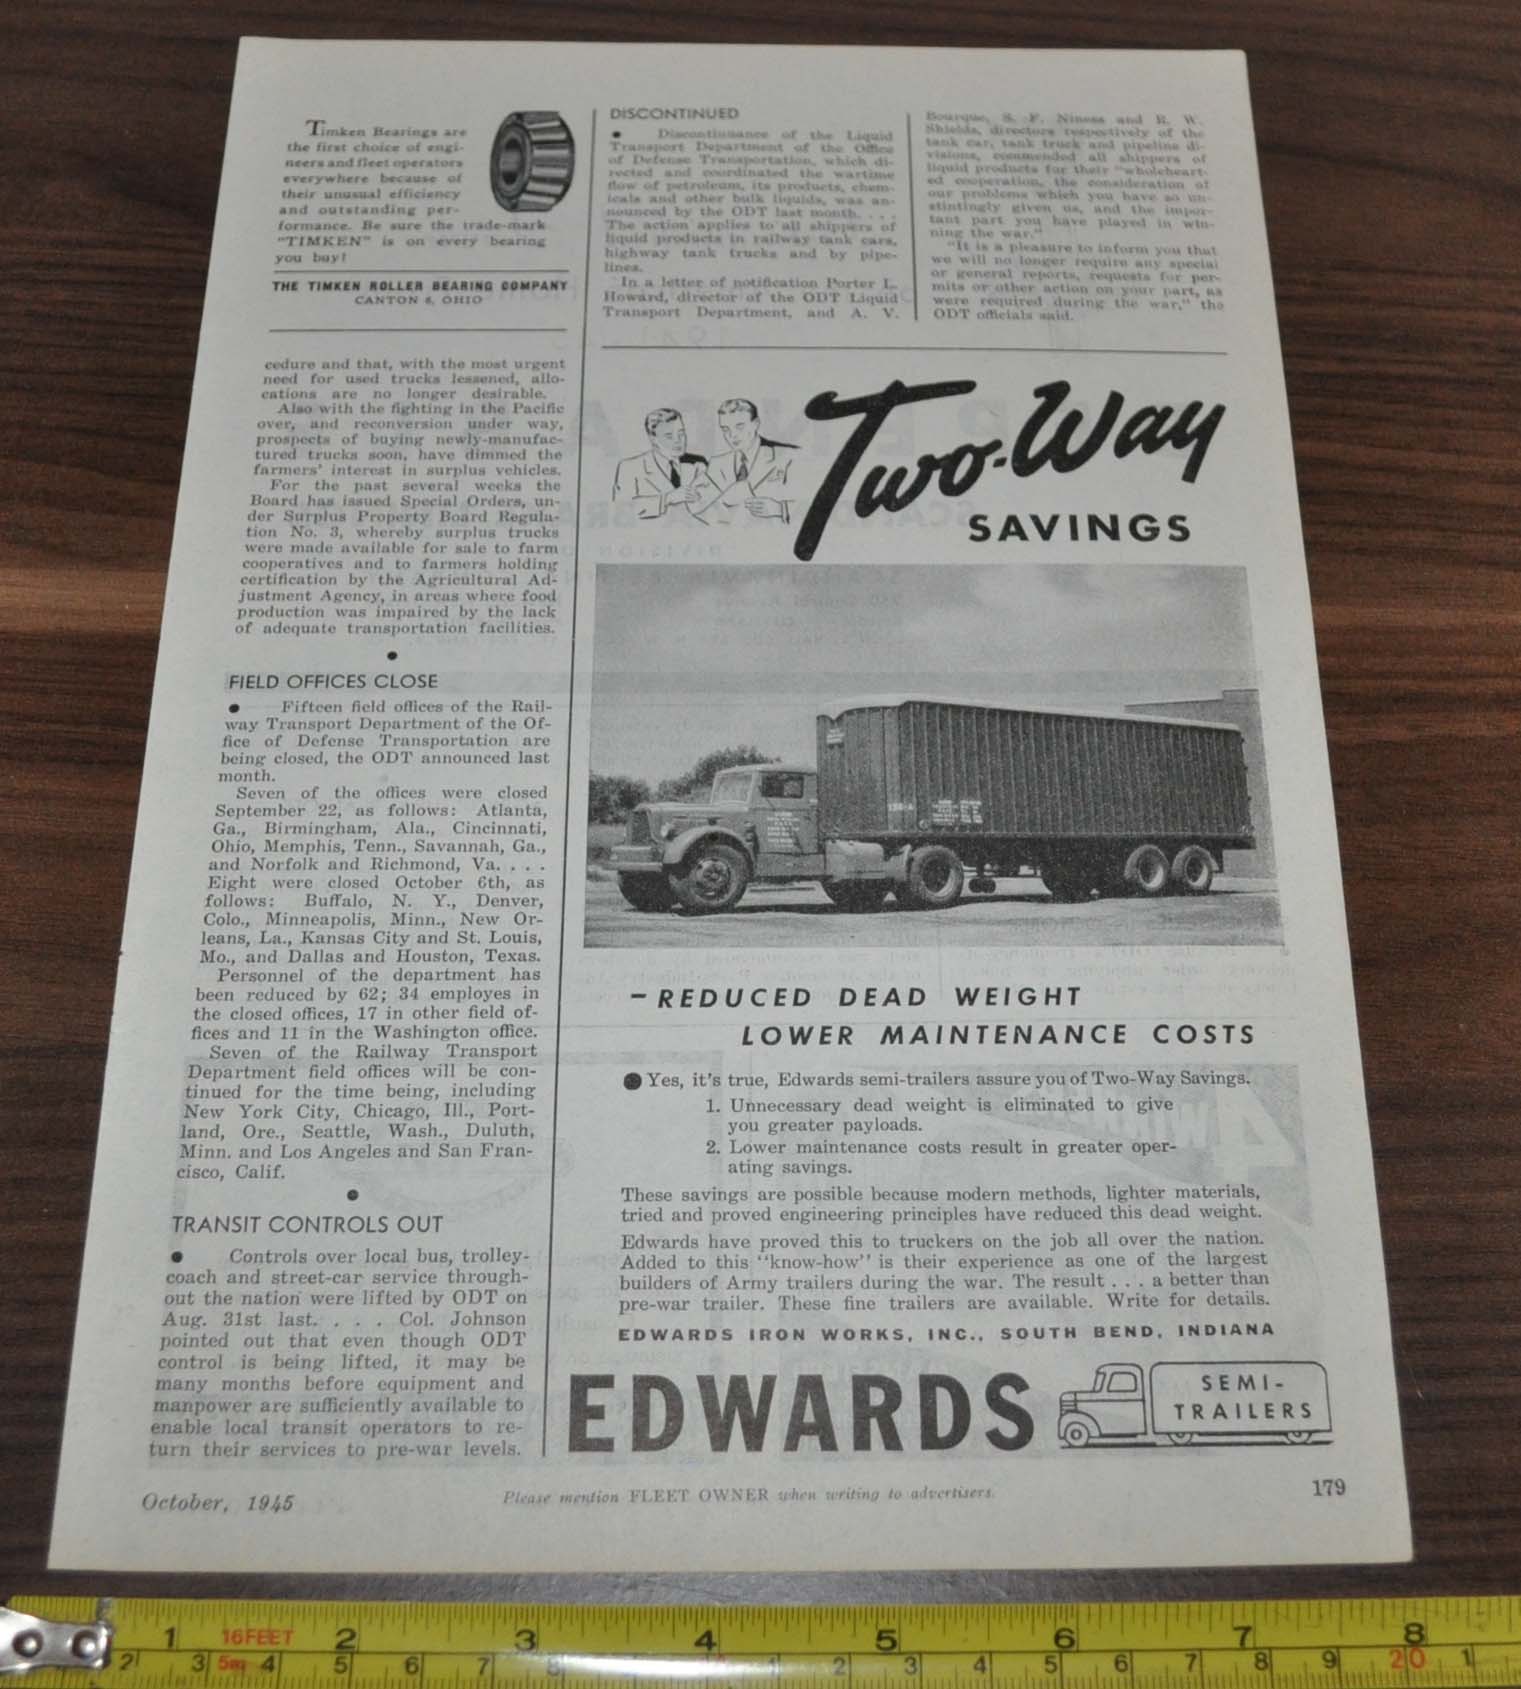 Timken Bearings are
the first choice of engi-
neers and fleet operators
everywhere because of
their unusual efficiency
and outstanding per-
formance. Be sure the trade-mark
"TIMKEN" is on every bearing
you buy!
THE TIMKEN ROLLER BEARING COMPANY
CANTON 6, OHIO
cedure and that, with the most urgent
need for used trucks lessened, allo-
cations are no longer desirable.
Also with the fighting in the Pacific
over, and reconversion under way,
prospects of buying newly-manufac-
tured trucks soon, have dimmed the
farmers' interest in surplus vehicles.
For the past several weeks the
Board has issued Special Orders, un-
der Surplus Property Board Regula-
tion No. 3, whereby surplus trucks
were made available for sale to farm
cooperatives and to farmers holding
certification by the Agricultural Ad-
justment Agency, in areas where food
production was impaired by the lack
of adequate transportation facilities.
•
FIELD OFFICES CLOSE
• Fifteen field offices of the Rail-
way Transport Department of the Of-
fice of Defense Transportation are
being closed, the ODT announced last
month.
Seven of the offices were closed
September 22, as follows: Atlanta,
Ga., Birmingham, Ala., Cincinnati,
Ohio, Memphis, Tenn., Savannah, Ga.,
and Norfolk and Richmond, Va. . . .
Eight were closed October 6th, as
follows: Buffalo, N. Y., Denver,
Colo., Minneapolis, Minn., New Or-
leans, La., Kansas City and St. Louis,
Mo., and Dallas and Houston, Texas.
Personnel of the department has
been reduced by 62; 34 employes in
the closed offices, 17 in other field of-
fices and 11 in the Washington office.
Seven of the Railway Transport
Department field offices will be con-
tinued for the time being, including
New York City, Chicago, Ill., Port-
land, Ore., Seattle, Wash., Duluth,
Minn. and Los Angeles and San Fran-
cisco, Calif.
•
TRANSIT CONTROLS OUT
• Controls over local bus, trolley-
coach and street-car service through-
out the nation were lifted by ODT on
Aug. 31st last. . . . Col. Johnson
pointed out that even though ODT
control is being lifted, it may be
many months before equipment and
manpower are sufficiently available to
enable local transit operators to re-
turn their services to pre-war levels.
DISCONTINUED
• Discontinuance of the Liquid
Transport Department of the Office
of Defense Transportation, which di-
rected and coordinated the wartime
flow of petroleum, its products, chem-
icals and other bulk liquids, was an-
nounced by the ODT last month. . . .
The action applies to all shippers of
liquid products in railway tank cars,
highway tank trucks and by pipe-
lines.
In a letter of notification Porter L.
Howard, director of the ODT Liquid
Transport Department, and A. V.
Bourque, S. F. Niness and R. W.
Shields, directors respectively of the
tank car, tank truck and pipeline di-
visions, commended all shippers of
liquid products for their "wholeheart-
ed cooperation, the consideration of
our problems which you have so un-
stintingly given us, and the impor-
tant part you have played in win-
ning the war."
"It is a pleasure to inform you that
we will no longer require any special
or general reports, requests for per-
mits or other action on your part, as
were required during the war," the
ODT officials said.
Two-Way
SAVINGS
– REDUCED DEAD WEIGHT
LOWER MAINTENANCE COSTS
• Yes, it's true, Edwards semi-trailers assure you of Two-Way Savings.
1. Unnecessary dead weight is eliminated to give
you greater payloads.
2. Lower maintenance costs result in greater oper-
ating savings.
These savings are possible because modern methods, lighter materials,
tried and proved engineering principles have reduced this dead weight.
Edwards have proved this to truckers on the job all over the nation.
Added to this "know-how" is their experience as one of the largest
builders of Army trailers during the war. The result . . . a better than
pre-war trailer. These fine trailers are available. Write for details.
EDWARDS IRON WORKS, INC., SOUTH BEND, INDIANA
EDWARDS
SEMI-
TRAILERS
October, 1945
Please mention FLEET OWNER when writing to advertisers.
179
1 16FEET 2 3 4 5 6 7 8
2 3 5m 4 5 6 7 8 1 2 3 4 5 6 7 8 9 20 1